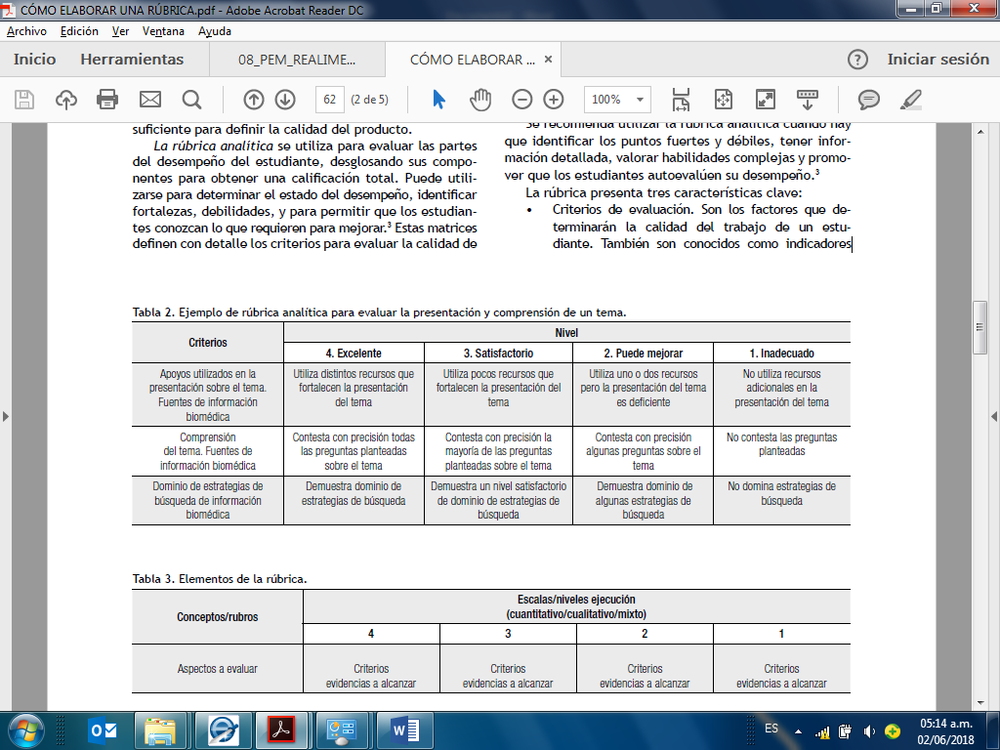 CÓMO ELABORAR UNA RÚBRICA.pdf - Adobe Acrobat Reader DC
Archivo Edición Ver Ventana Ayuda
Inicio Herramientas 08_PEM_REALIME... CÓMO ELABORAR ... × ? Iniciar sesión
62 (2 de 5) 100%
suficiente para definir la calidad del producto.
La rúbrica analítica se utiliza para evaluar las partes
del desempeño del estudiante, desglosando sus compo-
nentes para obtener una calificación total. Puede utili-
zarse para determinar el estado del desempeño, identificar
fortalezas, debilidades, y para permitir que los estudian-
tes conozcan lo que requieren para mejorar.³ Estas matrices
definen con detalle los criterios para evaluar la calidad de
Se recomienda utilizar la rúbrica analítica cuando hay
que identificar los puntos fuertes y débiles, tener infor-
mación detallada, valorar habilidades complejas y promo-
ver que los estudiantes autoevalúen su desempeño.³
La rúbrica presenta tres características clave:
• Criterios de evaluación. Son los factores que de-
terminarán la calidad del trabajo de un estu-
diante. También son conocidos como indicadores
Tabla 2. Ejemplo de rúbrica analítica para evaluar la presentación y comprensión de un tema.
Criterios
Nivel
4. Excelente 3. Satisfactorio 2. Puede mejorar 1. Inadecuado
Apoyos utilizados en la
presentación sobre el tema.
Fuentes de información
biomédica
Utiliza distintos recursos que
fortalecen la presentación
del tema
Utiliza pocos recursos que
fortalecen la presentación del
tema
Utiliza uno o dos recursos
pero la presentación del tema
es deficiente
No utiliza recursos
adicionales en la
presentación del tema
Comprensión
del tema. Fuentes de
información biomédica
Contesta con precisión todas
las preguntas planteadas
sobre el tema
Contesta con precisión la
mayoría de las preguntas
planteadas sobre el tema
Contesta con precisión
algunas preguntas sobre el
tema
No contesta las preguntas
planteadas
Dominio de estrategias de
búsqueda de información
biomédica
Demuestra dominio de
estrategias de búsqueda
Demuestra un nivel satisfactorio
de dominio de estrategias de
búsqueda
Demuestra dominio de
algunas estrategias de
búsqueda
No domina estrategias de
búsqueda
Tabla 3. Elementos de la rúbrica.
Conceptos/rubros
Escalas/niveles ejecución
(cuantitativo/cualitativo/mixto)
4 3 2 1
Aspectos a evaluar
Criterios
evidencias a alcanzar
Criterios
evidencias a alcanzar
Criterios
evidencias a alcanzar
Criterios
evidencias a alcanzar
ES
05:14 a.m.
02/06/2018